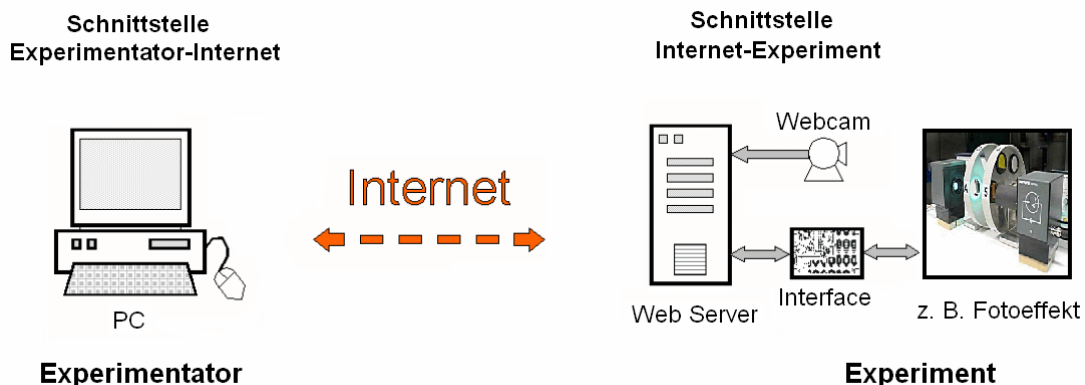 Schnittstelle
Experimentator-Internet
Schnittstelle
Internet-Experiment
Webcam
Internet
Interface
Web Server
PC
z. B. Fotoeffekt
Experimentator
Experiment